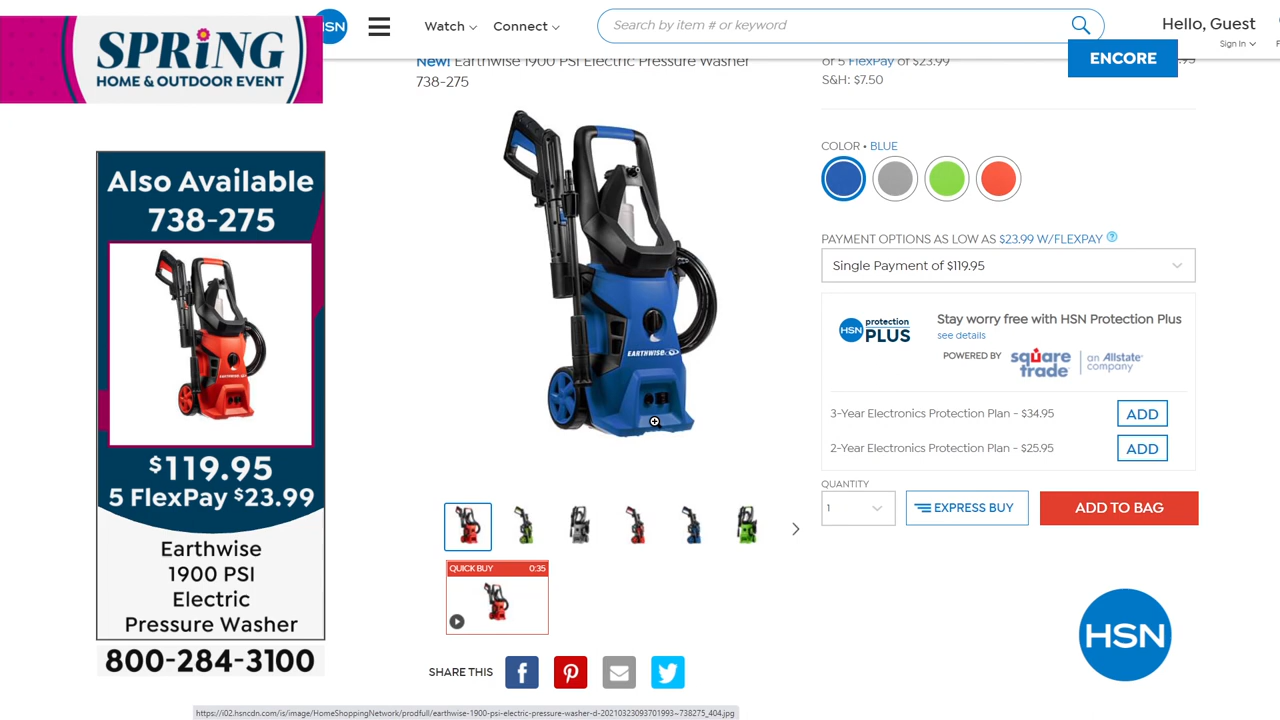 SPRiNG
HOME & OUTDOOR EVENT
HSN
Watch
Connect
Search by item # or keyword
Hello, Guest
Sign In
ENCORE
New! Earthwise 1900 PSI Electric Pressure Washer
738-275
or 5 FlexPay of $23.99
S&H: $7.50
Also Available
738-275
EARTHWISE
$119.95
5 FlexPay $23.99
Earthwise
1900 PSI
Electric
Pressure Washer
800-284-3100
EARTHWISE
COLOR • BLUE
PAYMENT OPTIONS AS LOW AS $23.99 W/FLEXPAY ?
Single Payment of $119.95
HSN protection PLUS
Stay worry free with HSN Protection Plus
see details
POWERED BY
square trade
an Allstate company
3-Year Electronics Protection Plan - $34.95
ADD
2-Year Electronics Protection Plan - $25.95
ADD
QUANTITY
1
EXPRESS BUY
ADD TO BAG
QUICK BUY 0:35
SHARE THIS
HSN
https://i02.hsncdn.com/is/image/HomeShoppingNetwork/prodfull/earthwise-1900-psi-electric-pressure-washer-d-20210323093701993~738275_404.jpg